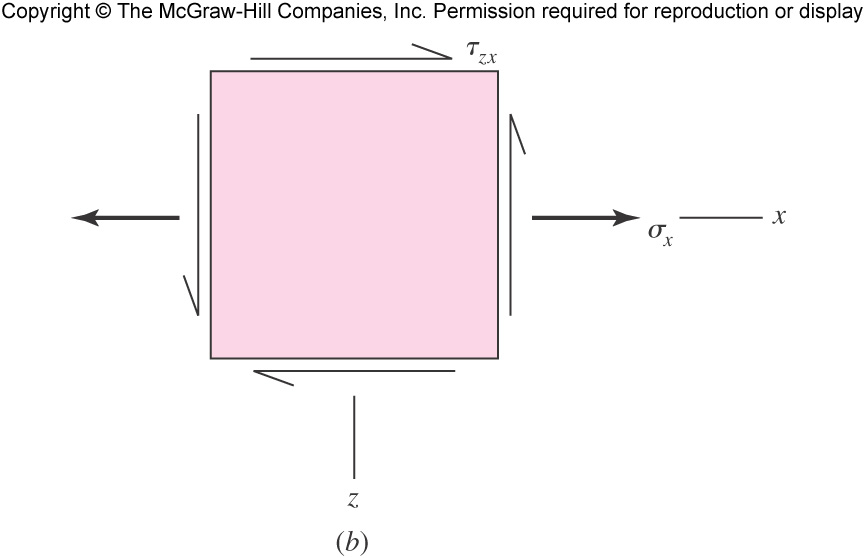 Copyright © The McGraw-Hill Companies, Inc. Permission required for reproduction or display
τzx
σx
x
z
(b)